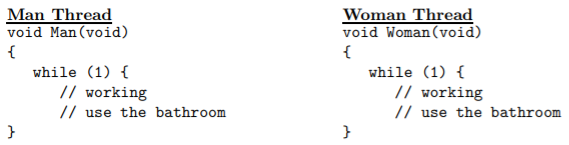 Man Thread
void Man(void)
{
while (1) {
// working
// use the bathroom
}
Woman Thread
void Woman(void)
{
while (1) {
// working
// use the bathroom
}